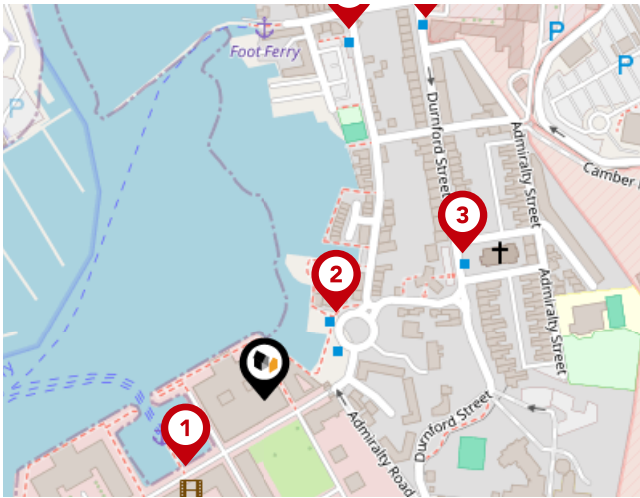 Foot Ferry
P
P
P
Durnford Street
Admiralty Street
Camber
3
2
Admiralty Street
1
Durnford Street
Admiralty Road